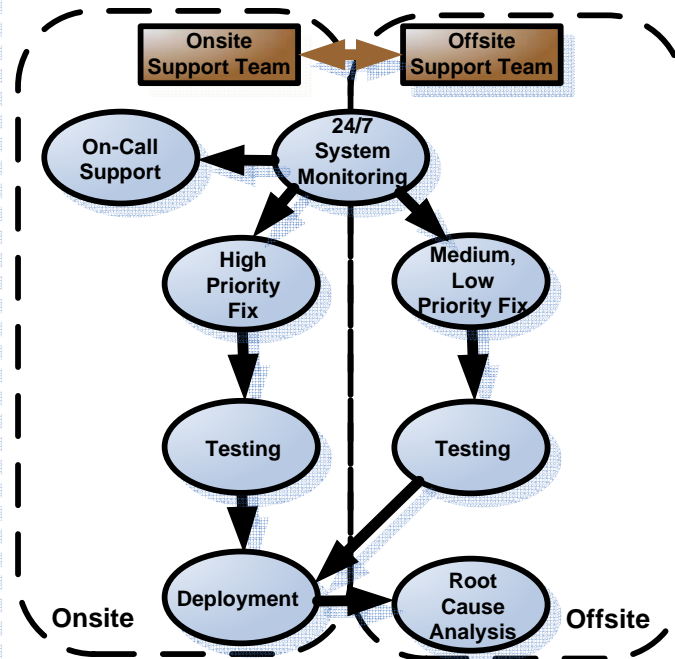 Onsite
Support Team
Offsite
Support Team
24/7
System
Monitoring
On-Call
Support
High
Priority
Fix
Medium,
Low
Priority Fix
Testing
Testing
Deployment
Root
Cause
Analysis
Onsite
Offsite